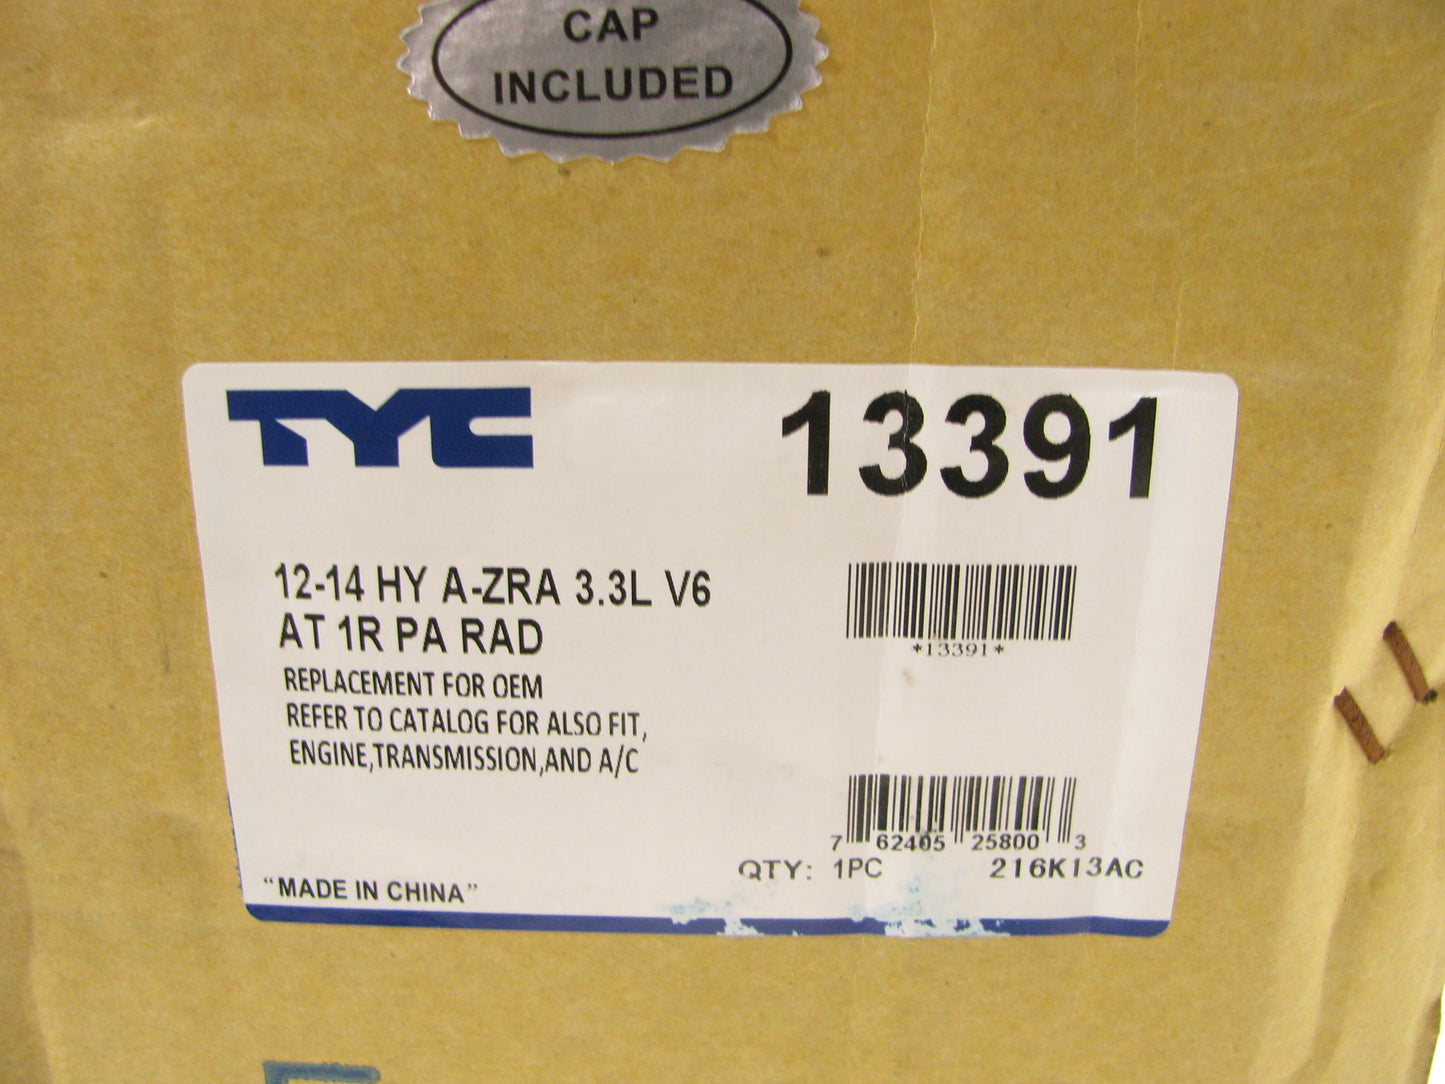 CAP
INCLUDED
TYC
13391
12-14 HY A-ZRA 3.3L V6
AT 1R PA RAD
REPLACEMENT FOR OEM
REFER TO CATALOG FOR ALSO FIT,
ENGINE,TRANSMISSION,AND A/C
*13391*
7 62405 25800 3
QTY: 1PC 216K13AC
“MADE IN CHINA”